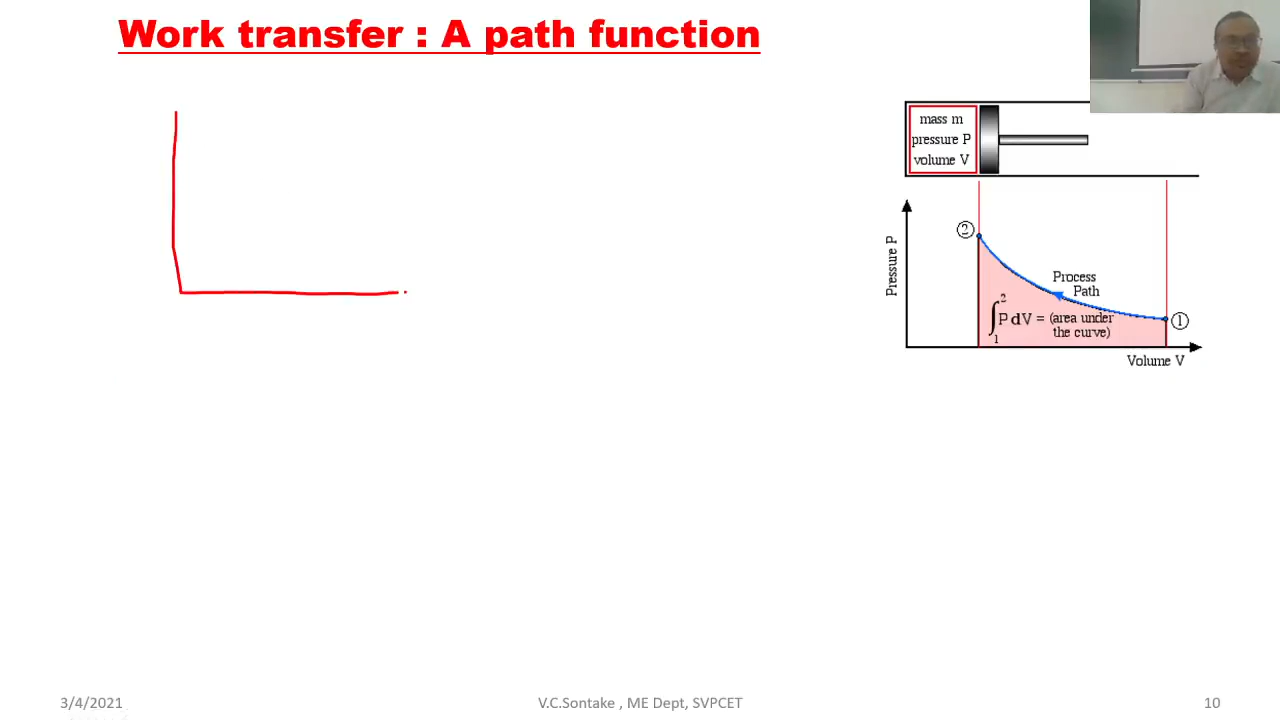 Work transfer : A path function
mass m
pressure P
volume V
Pressure P
②
Process
Path
∫₁² P dV = (area under
the curve)
①
Volume V
3/4/2021
V.C.Sontake , ME Dept, SVPCET
10